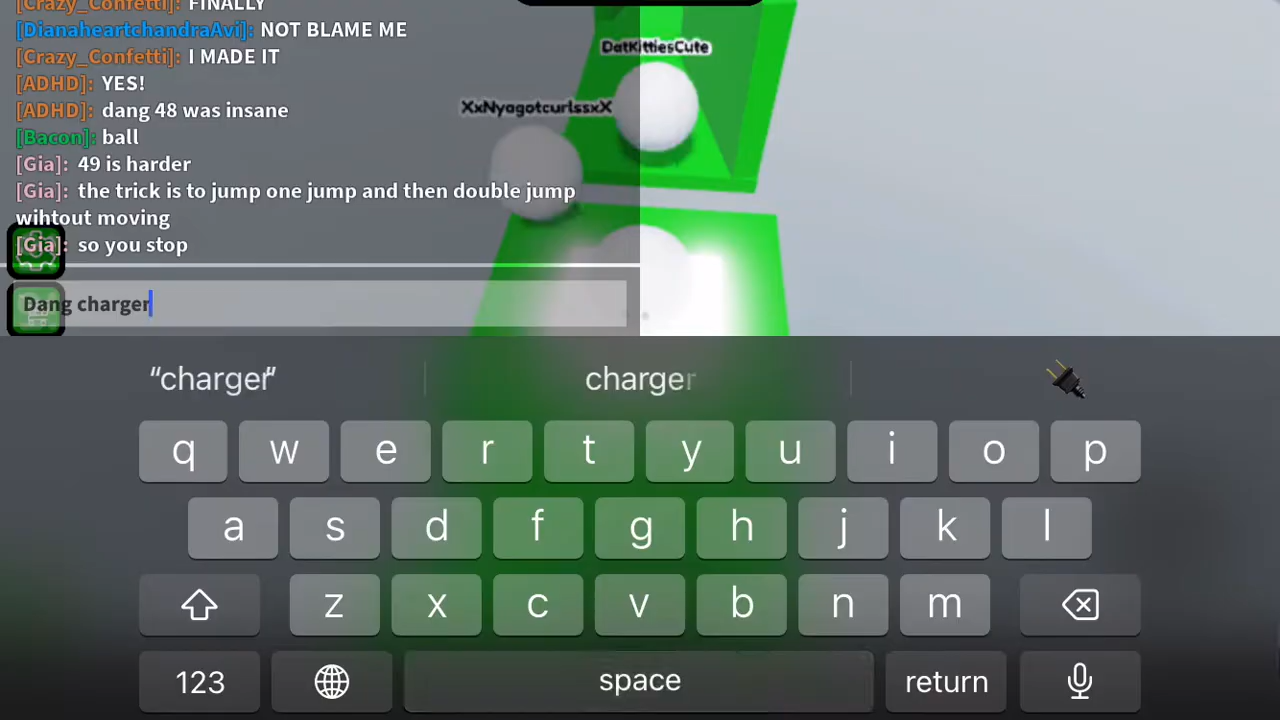 [Crazy_Confetti]: FINALLY
[DianaheartchandraAvi]: NOT BLAME ME
[Crazy_Confetti]: I MADE IT
[ADHD]: YES!
[ADHD]: dang 48 was insane
[Bacon]: ball
[Gia]: 49 is harder
[Gia]: the trick is to jump one jump and then double jump
wihtout moving
[Gia]: so you stop
DatKittiesCute
XxNyagotcurlssxX
Dang charger
“charger” charger
q w e r t y u i o p
a s d f g h j k l
z x c v b n m
123 space return